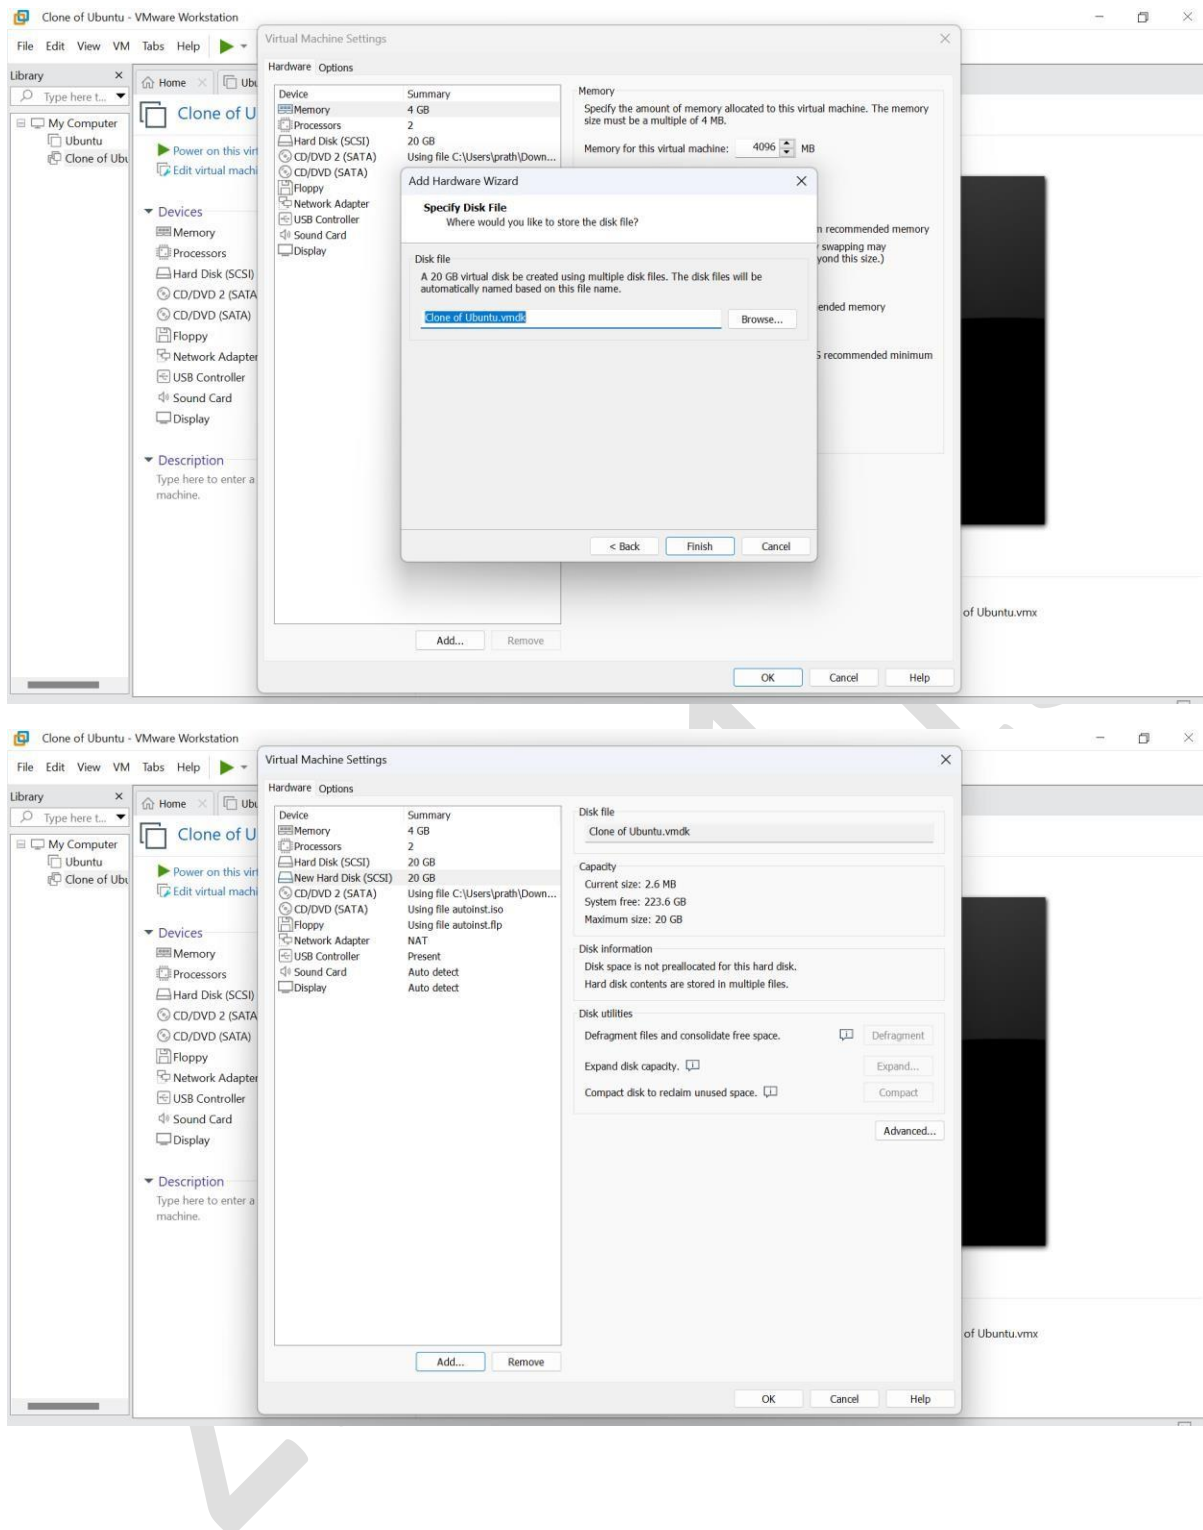 Clone of Ubuntu - VMware Workstation
File Edit View VM Tabs Help
Library
Type here t...
My Computer
Ubuntu
Clone of Ubu
Home
Ubu
Clone of U
Power on this virt
Edit virtual machi
Devices
Memory
Processors
Hard Disk (SCSI)
CD/DVD 2 (SATA
CD/DVD (SATA)
Floppy
Network Adapter
USB Controller
Sound Card
Display
Description
Type here to enter a
machine.
Virtual Machine Settings
Hardware Options
Device Summary
Memory 4 GB
Processors 2
Hard Disk (SCSI) 20 GB
CD/DVD 2 (SATA) Using file C:\Users\prath\Down...
CD/DVD (SATA)
Floppy
Network Adapter
USB Controller
Sound Card
Display
Memory
Specify the amount of memory allocated to this virtual machine. The memory
size must be a multiple of 4 MB.
Memory for this virtual machine: 4096 MB
recommended memory
swapping may
yond this size.)
ended memory
recommended minimum
Add Hardware Wizard
Specify Disk File
Where would you like to store the disk file?
Disk file
A 20 GB virtual disk be created using multiple disk files. The disk files will be
automatically named based on this file name.
Clone of Ubuntu.vmdk Browse...
< Back Finish Cancel
of Ubuntu.vmx
Add... Remove
OK Cancel Help
Clone of Ubuntu - VMware Workstation
File Edit View VM Tabs Help
Library
Type here t...
My Computer
Ubuntu
Clone of Ubu
Home
Ubu
Clone of U
Power on this virt
Edit virtual machi
Devices
Memory
Processors
Hard Disk (SCSI)
CD/DVD 2 (SATA
CD/DVD (SATA)
Floppy
Network Adapter
USB Controller
Sound Card
Display
Description
Type here to enter a
machine.
Virtual Machine Settings
Hardware Options
Device Summary
Memory 4 GB
Processors 2
Hard Disk (SCSI) 20 GB
New Hard Disk (SCSI) 20 GB
CD/DVD 2 (SATA) Using file C:\Users\prath\Down...
CD/DVD (SATA) Using file autoinst.iso
Floppy Using file autoinst.flp
Network Adapter NAT
USB Controller Present
Sound Card Auto detect
Display Auto detect
Disk file
Clone of Ubuntu.vmdk
Capacity
Current size: 2.6 MB
System free: 223.6 GB
Maximum size: 20 GB
Disk information
Disk space is not preallocated for this hard disk.
Hard disk contents are stored in multiple files.
Disk utilities
Defragment files and consolidate free space. Defragment
Expand disk capacity. Expand...
Compact disk to reclaim unused space. Compact
Advanced...
of Ubuntu.vmx
Add... Remove
OK Cancel Help